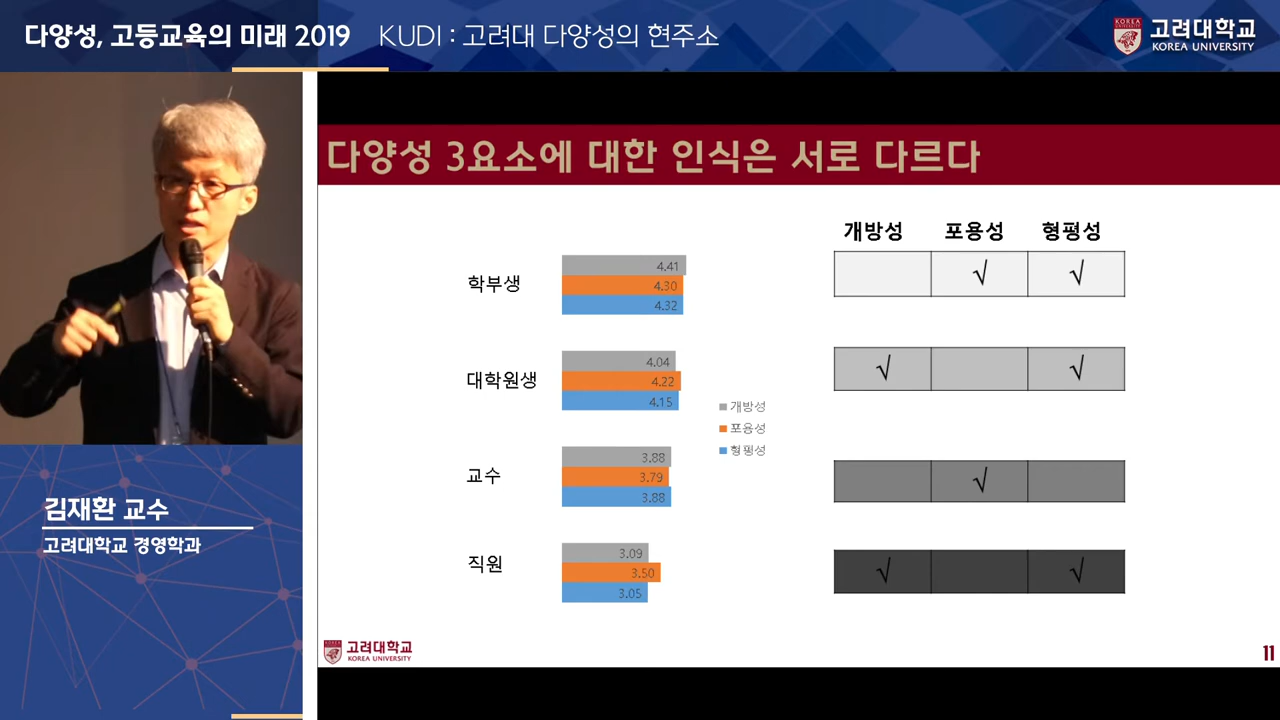 다양성, 고등교육의 미래 2019 KUDI : 고려대 다양성의 현주소
KOREA
고려대학교
KOREA UNIVERSITY
다양성 3요소에 대한 인식은 서로 다르다
개방성 포용성 형평성
학부생 4.41 √ √
4.30
4.32
대학원생 4.04 √ √
4.22
4.15
개방성
포용성
형평성
교수 3.88 √
3.79
3.88
직원 3.09 √ √
3.50
3.05
김재환 교수
고려대학교 경영학과
고려대학교
KOREA UNIVERSITY
11